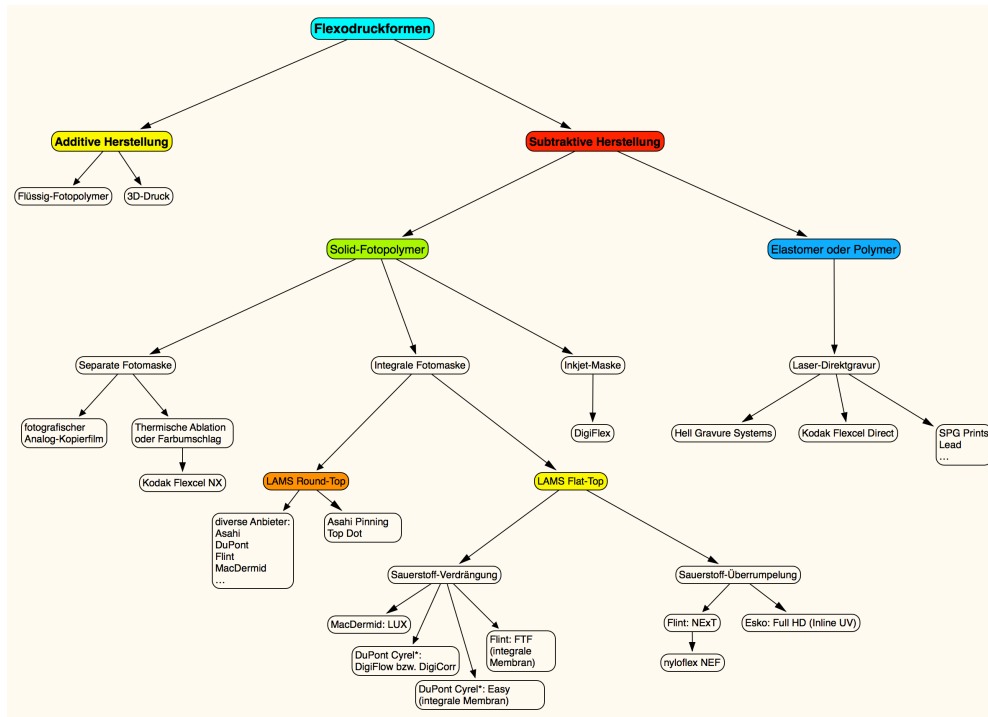 Flexodruckformen
Additive Herstellung
Subtraktive Herstellung
Flüssig-Fotopolymer
3D-Druck
Solid-Fotopolymer
Elastomer oder Polymer
Separate Fotomaske
Integrale Fotomaske
Inkjet-Maske
Laser-Direktgravur
fotografischer
Analog-Kopierfilm
Thermische Ablation
oder Farbumschlag
DigiFlex
Hell Gravure Systems
Kodak Flexcel Direct
SPG Prints
Lead
...
Kodak Flexcel NX
LAMS Round-Top
LAMS Flat-Top
diverse Anbieter:
Asahi
DuPont
Flint
MacDermid
...
Asahi Pinning
Top Dot
Sauerstoff-Verdrängung
Sauerstoff-Überrumpelung
MacDermid: LUX
DuPont Cyrel*:
DigiFlow bzw. DigiCorr
Flint: FTF
(integrale
Membran)
DuPont Cyrel*: Easy
(integrale Membran)
Flint: NExT
Esko: Full HD (Inline UV)
nyloflex NEF